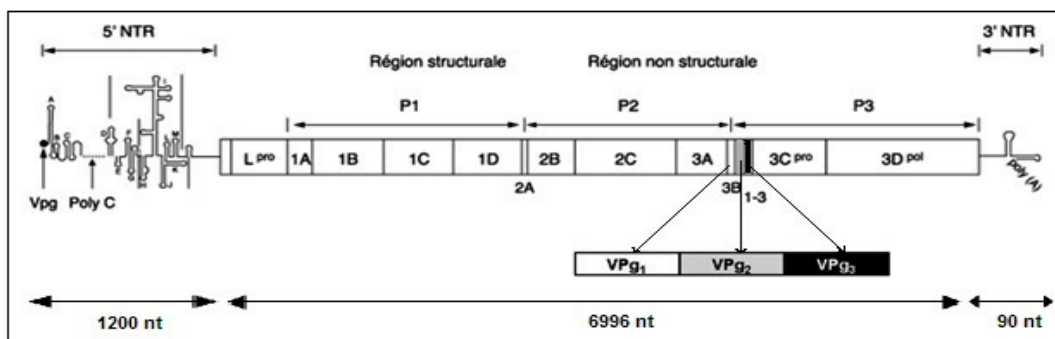 5' NTR
3' NTR
Région structurale
Région non structurale
P1
P2
P3
L pro
1A
1B
1C
1D
2B
2C
3A
3C pro
3D pol
2A
3B
1-3
Vpg
Poly C
poly (A)
VPg1
VPg2
VPg3
1200 nt
6996 nt
90 nt